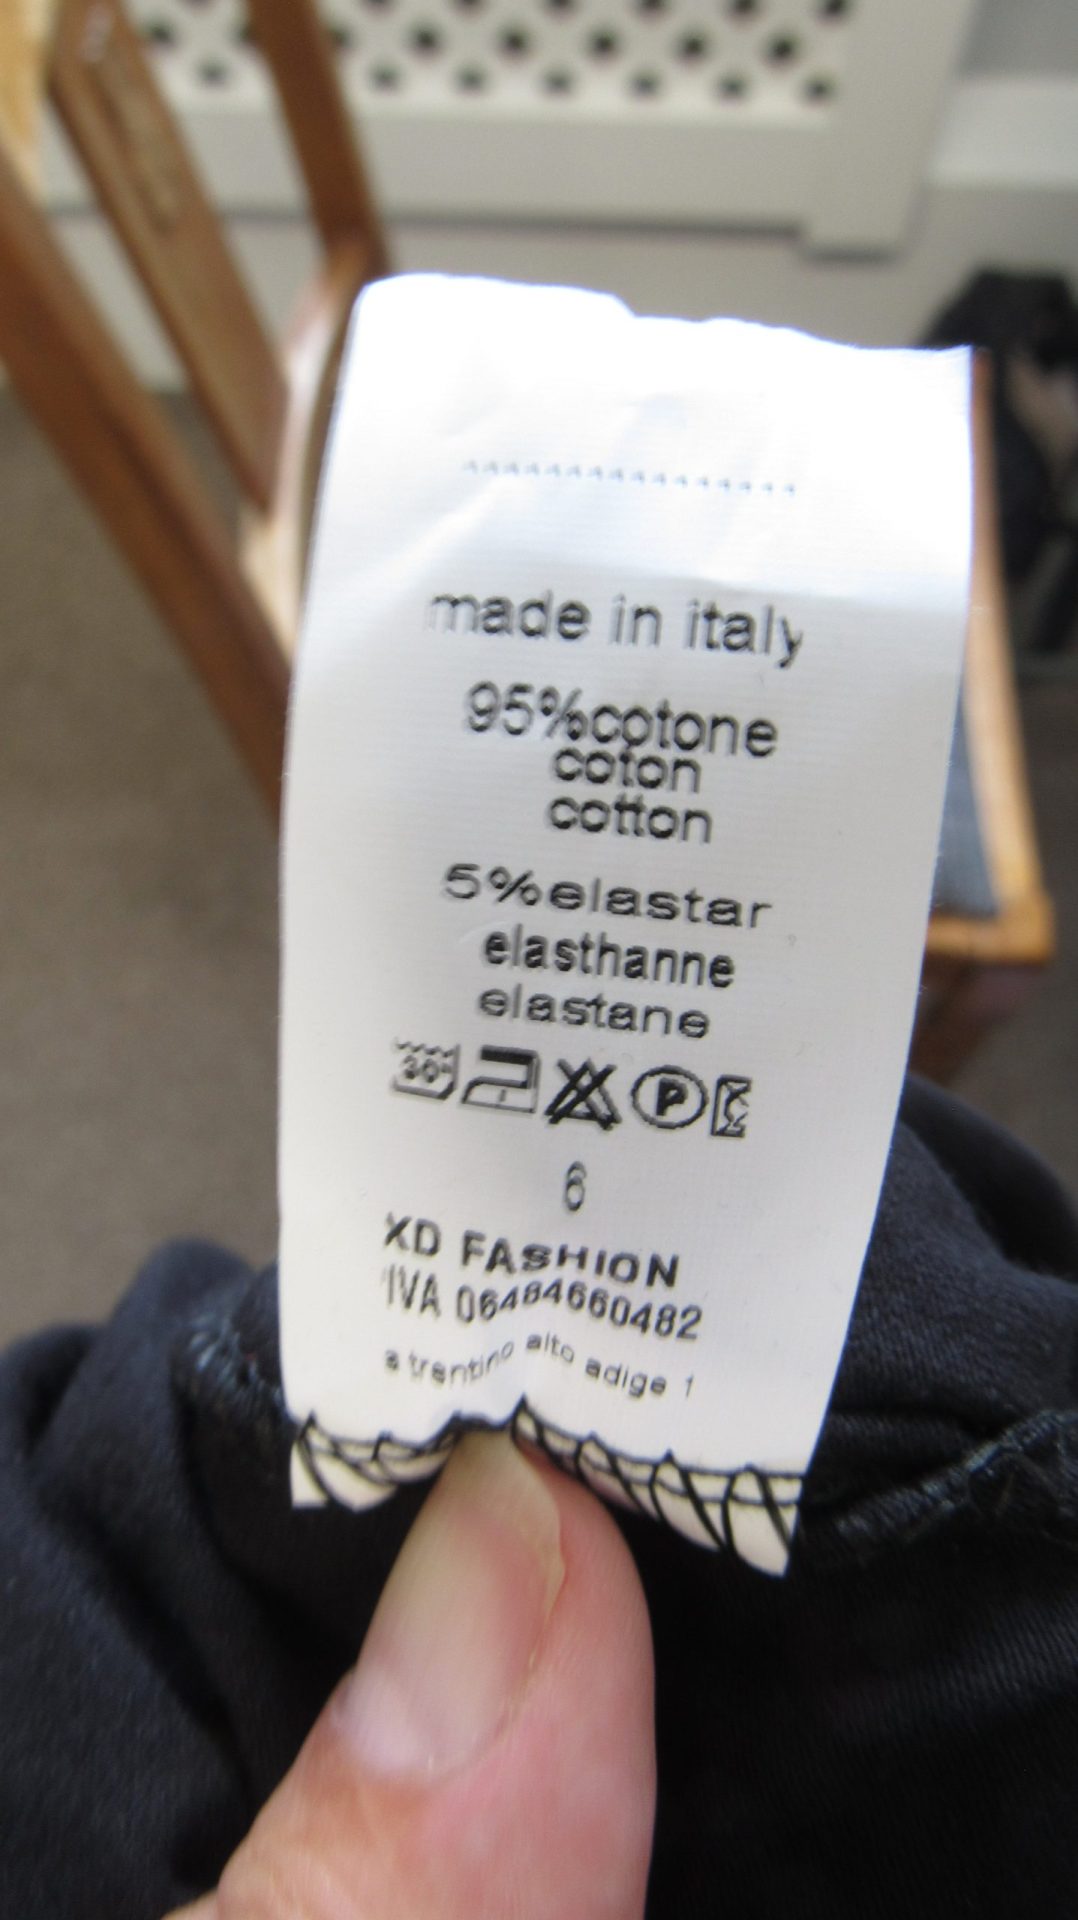 made in italy
95%cotone
coton
cotton
5%elastar
elasthanne
elastane
30°
P
6
XD FASHION
IVA 06484660482
a trentino alto adige 1